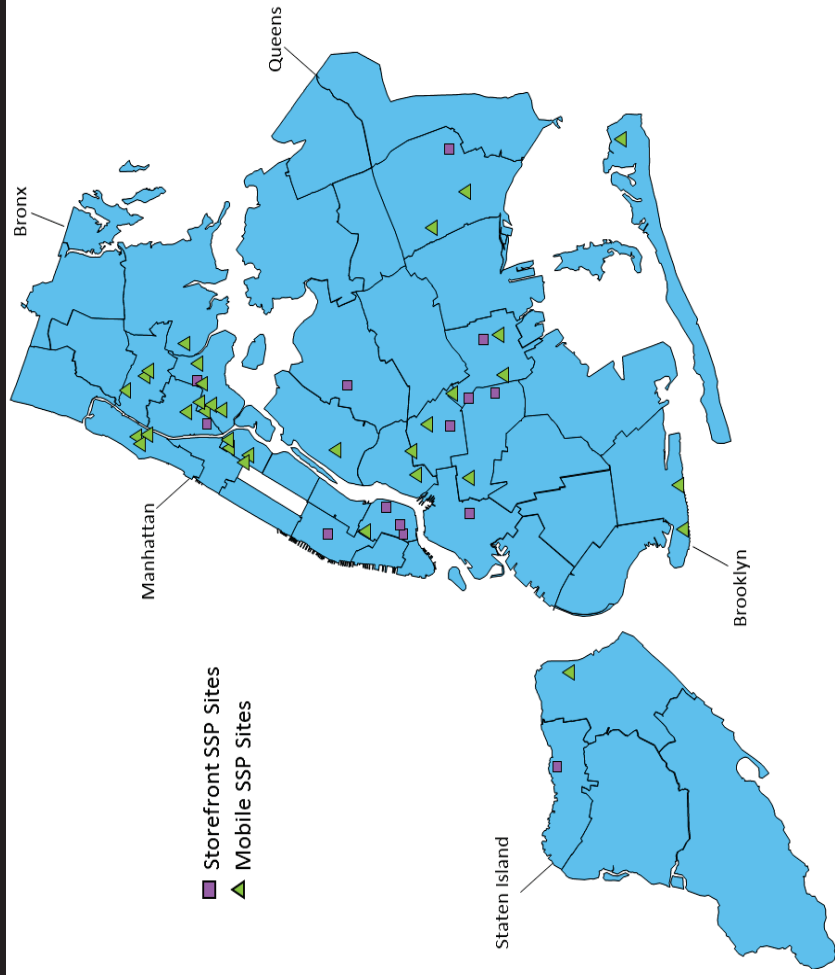 Bronx
Queens
Manhattan
Storefront SSP Sites
Mobile SSP Sites
Staten Island
Brooklyn